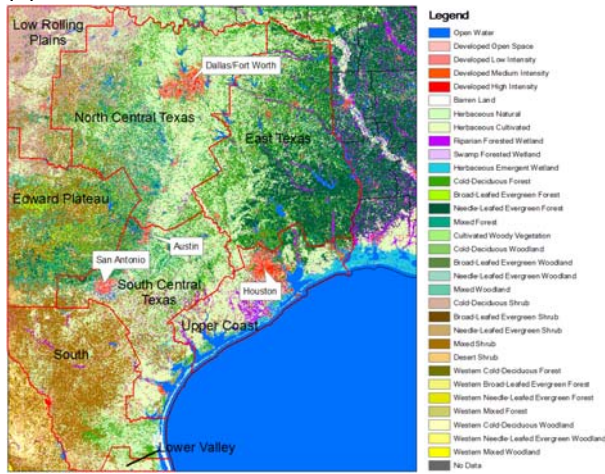 Low Rolling
Plains
Dallas/Fort Worth
North Central Texas
East Texas
Edward Plateau
Austin
San Antonio
South Central
Texas
Houston
Upper Coast
South
Lower Valley
Legend
Open Water
Developed Open Space
Developed Low Intensity
Developed Medium Intensity
Developed High Intensity
Barren Land
Herbaceous Natural
Herbaceous Cultivated
Riparian Forested Wetland
Swamp Forested Wetland
Herbaceous Emergent Wetland
Cold-Deciduous Forest
Broad-Leafed Evergreen Forest
Needle-Leafed Evergreen Forest
Mixed Forest
Cultivated Woody Vegetation
Cold-Deciduous Woodland
Broad-Leafed Evergreen Woodland
Needle-Leafed Evergreen Woodland
Mixed Woodland
Cold-Deciduous Shrub
Broad-Leafed Evergreen Shrub
Needle-Leafed Evergreen Shrub
Mixed Shrub
Desert Shrub
Western Cold-Deciduous Forest
Western Broad-Leafed Evergreen Forest
Western Needle-Leafed Evergreen Forest
Western Mixed Forest
Western Cold-Deciduous Woodland
Western Needle-Leafed Evergreen Woodland
Western Mixed Woodland
No Data